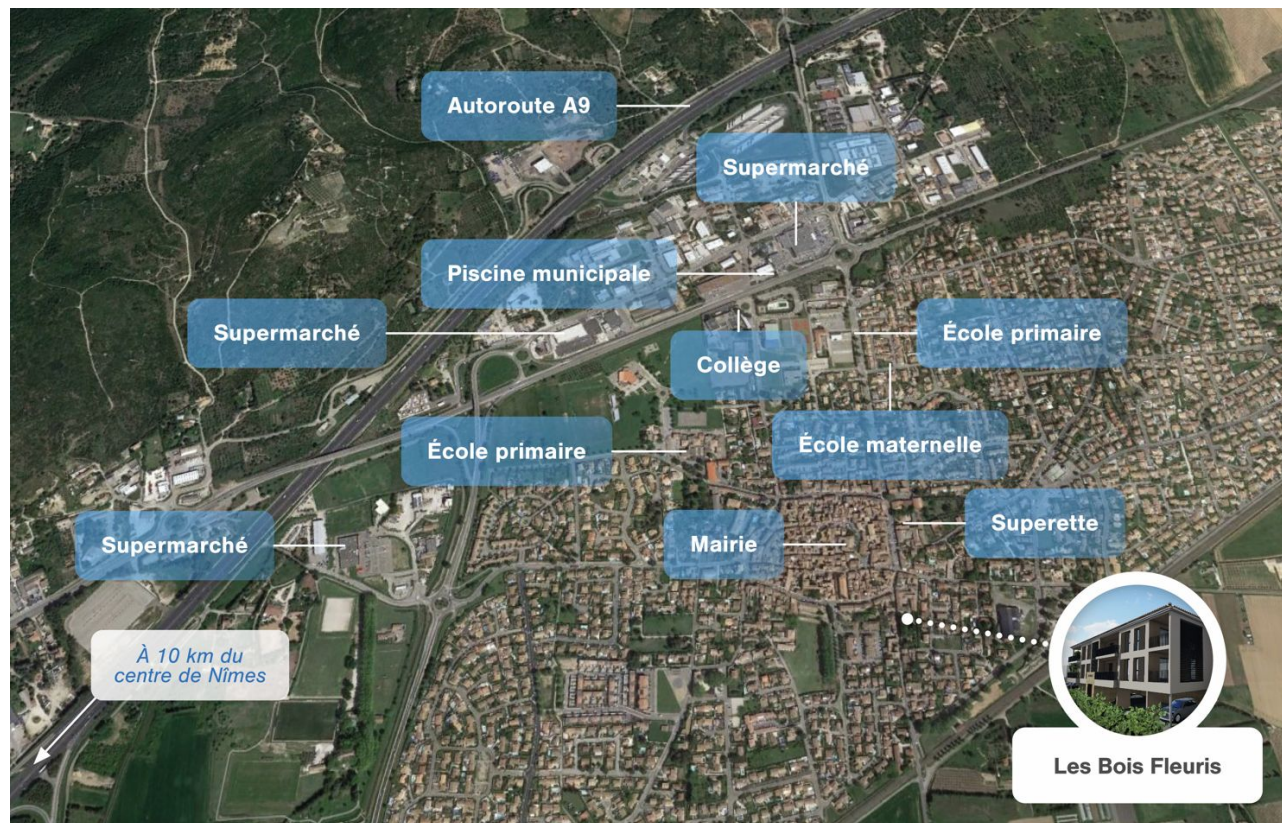 Autoroute A9
Supermarché
Piscine municipale
Supermarché
École primaire
Collège
École primaire
École maternelle
Superette
Mairie
Supermarché
À 10 km du
centre de Nîmes
Les Bois Fleuris